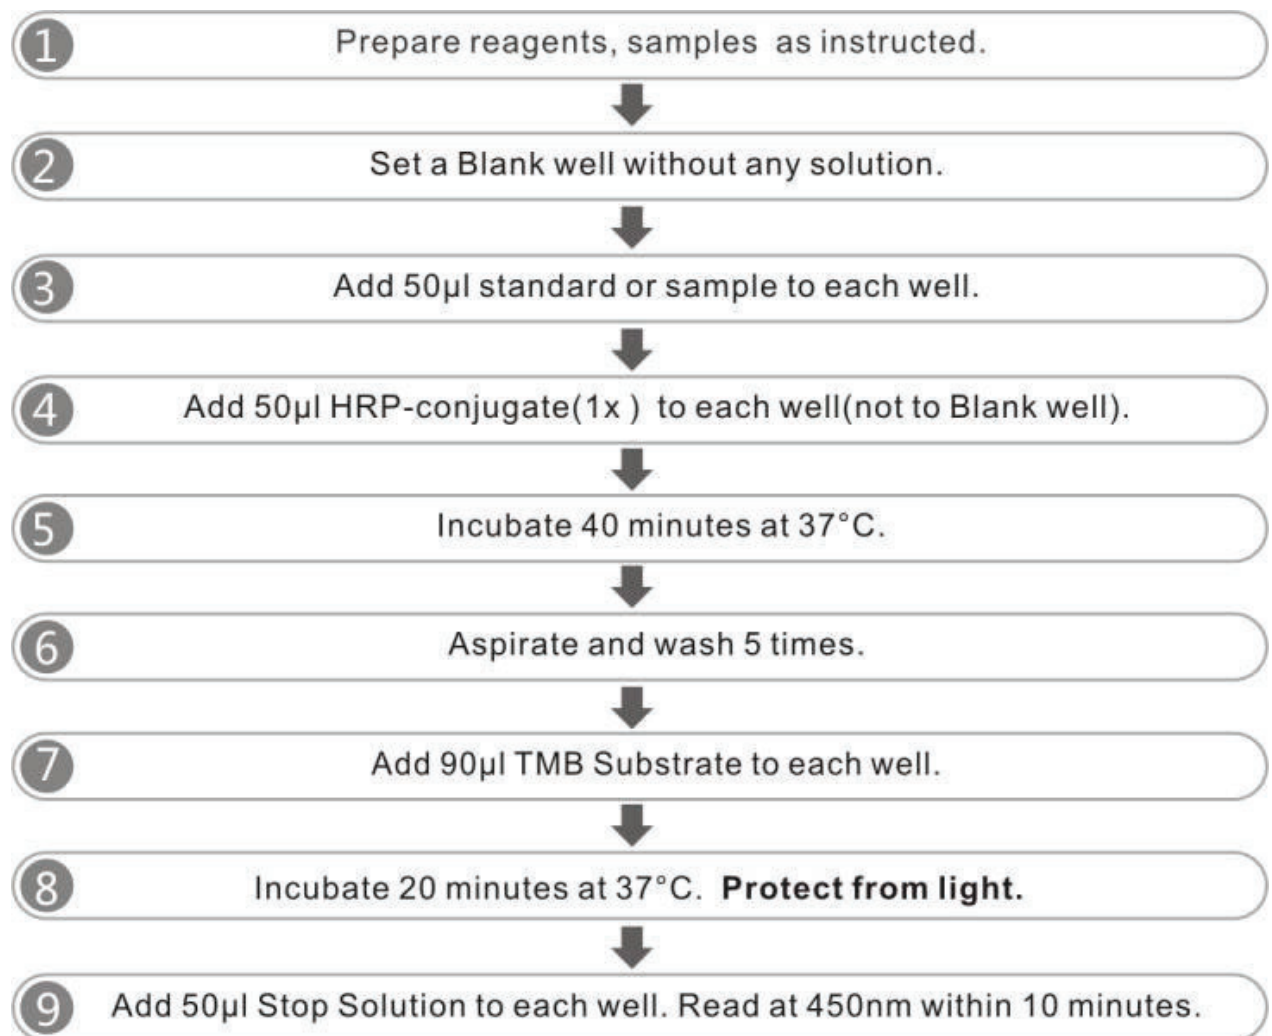 1 Prepare reagents, samples as instructed.
2 Set a Blank well without any solution.
3 Add 50µl standard or sample to each well.
4 Add 50µl HRP-conjugate(1x ) to each well(not to Blank well).
5 Incubate 40 minutes at 37°C.
6 Aspirate and wash 5 times.
7 Add 90µl TMB Substrate to each well.
8 Incubate 20 minutes at 37°C. Protect from light.
9 Add 50µl Stop Solution to each well. Read at 450nm within 10 minutes.